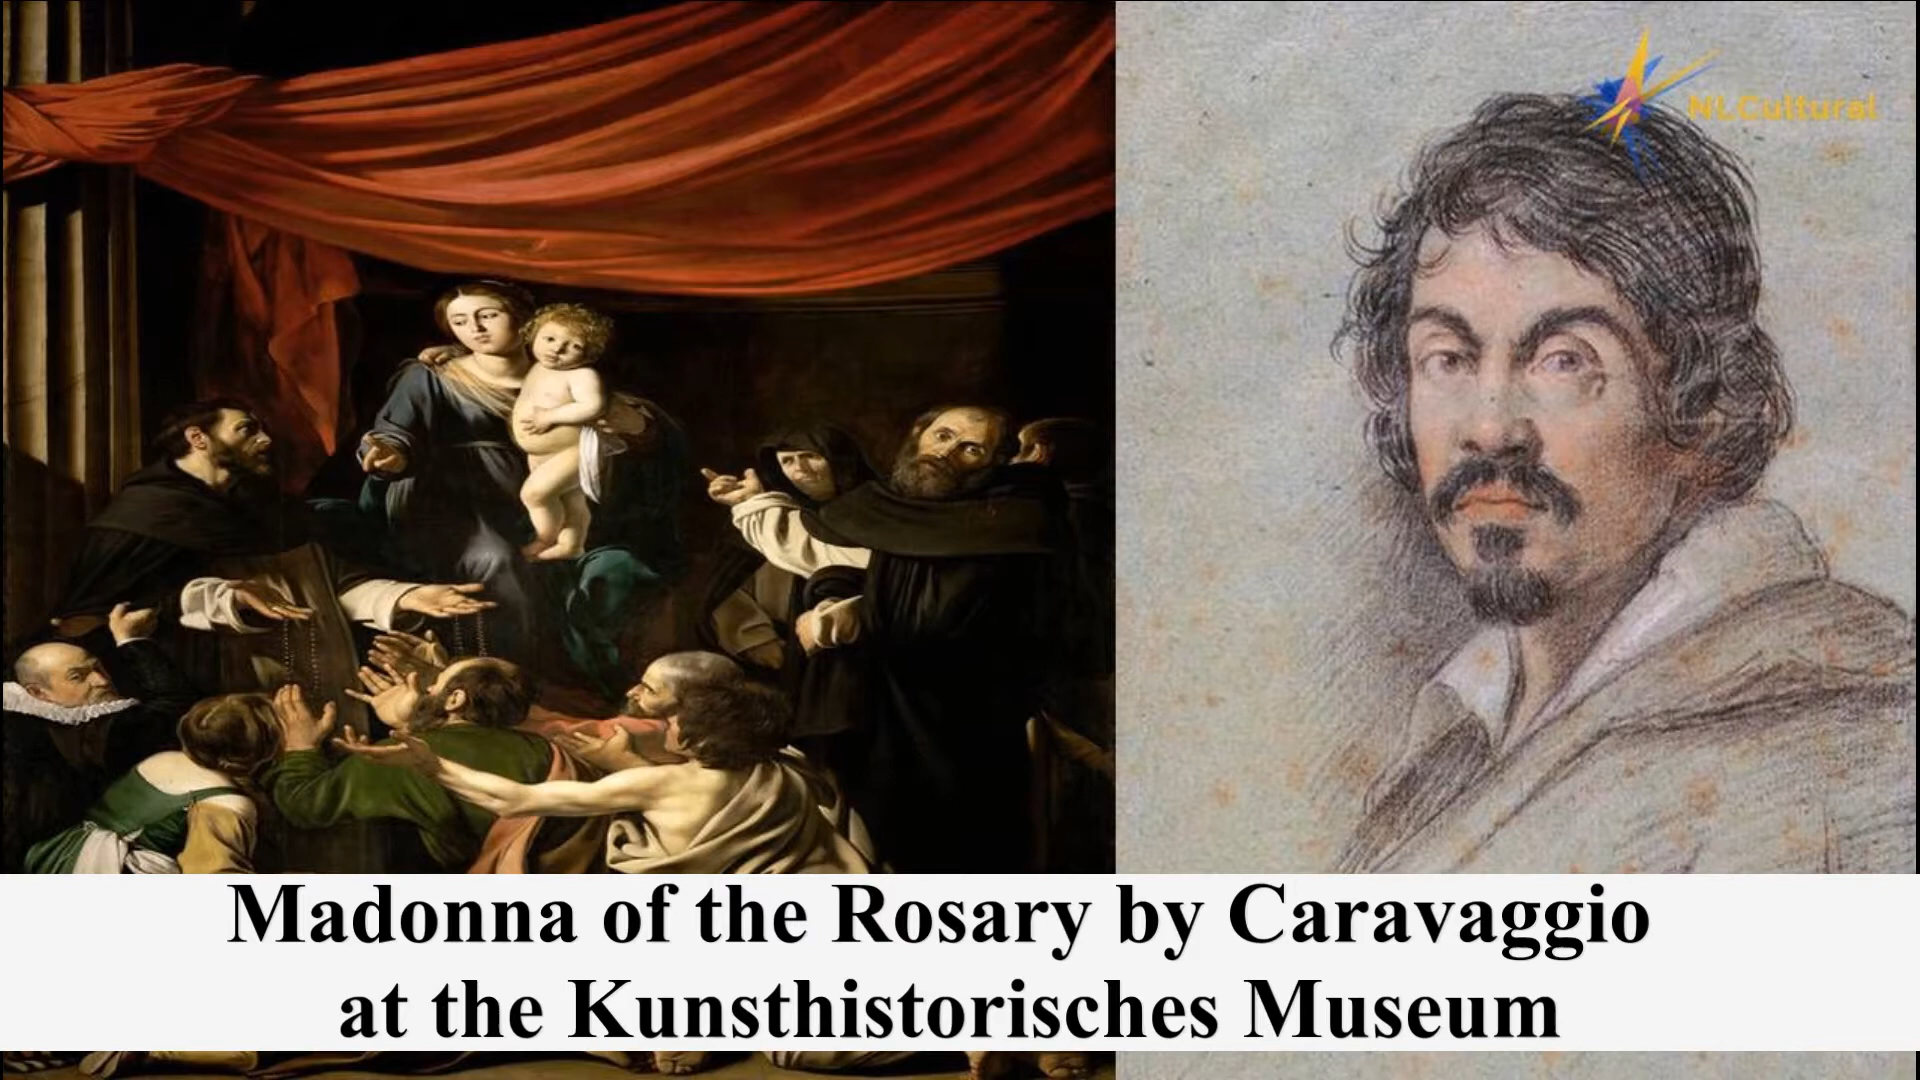 NLCultural
Madonna of the Rosary by Caravaggio
at the Kunsthistorisches Museum